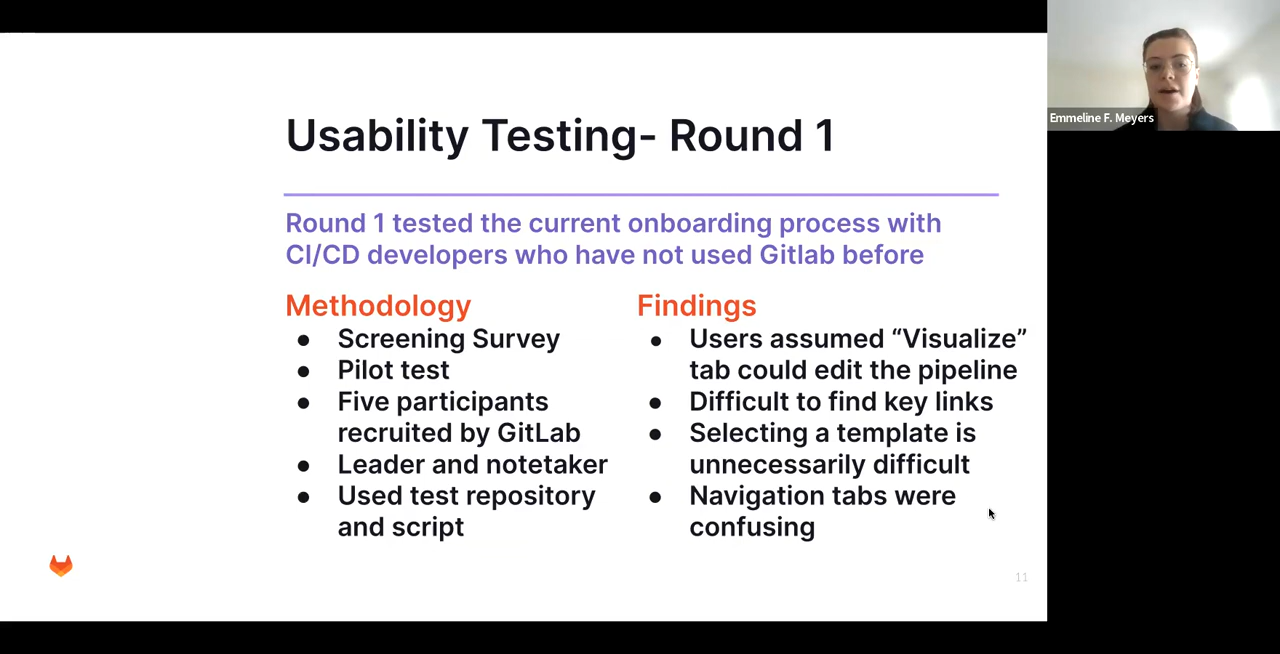 Usability Testing- Round 1
Emmeline F. Meyers
Round 1 tested the current onboarding process with
CI/CD developers who have not used Gitlab before
Methodology
● Screening Survey
● Pilot test
● Five participants
recruited by GitLab
● Leader and notetaker
● Used test repository
and script
Findings
● Users assumed “Visualize”
tab could edit the pipeline
● Difficult to find key links
● Selecting a template is
unnecessarily difficult
● Navigation tabs were
confusing
11